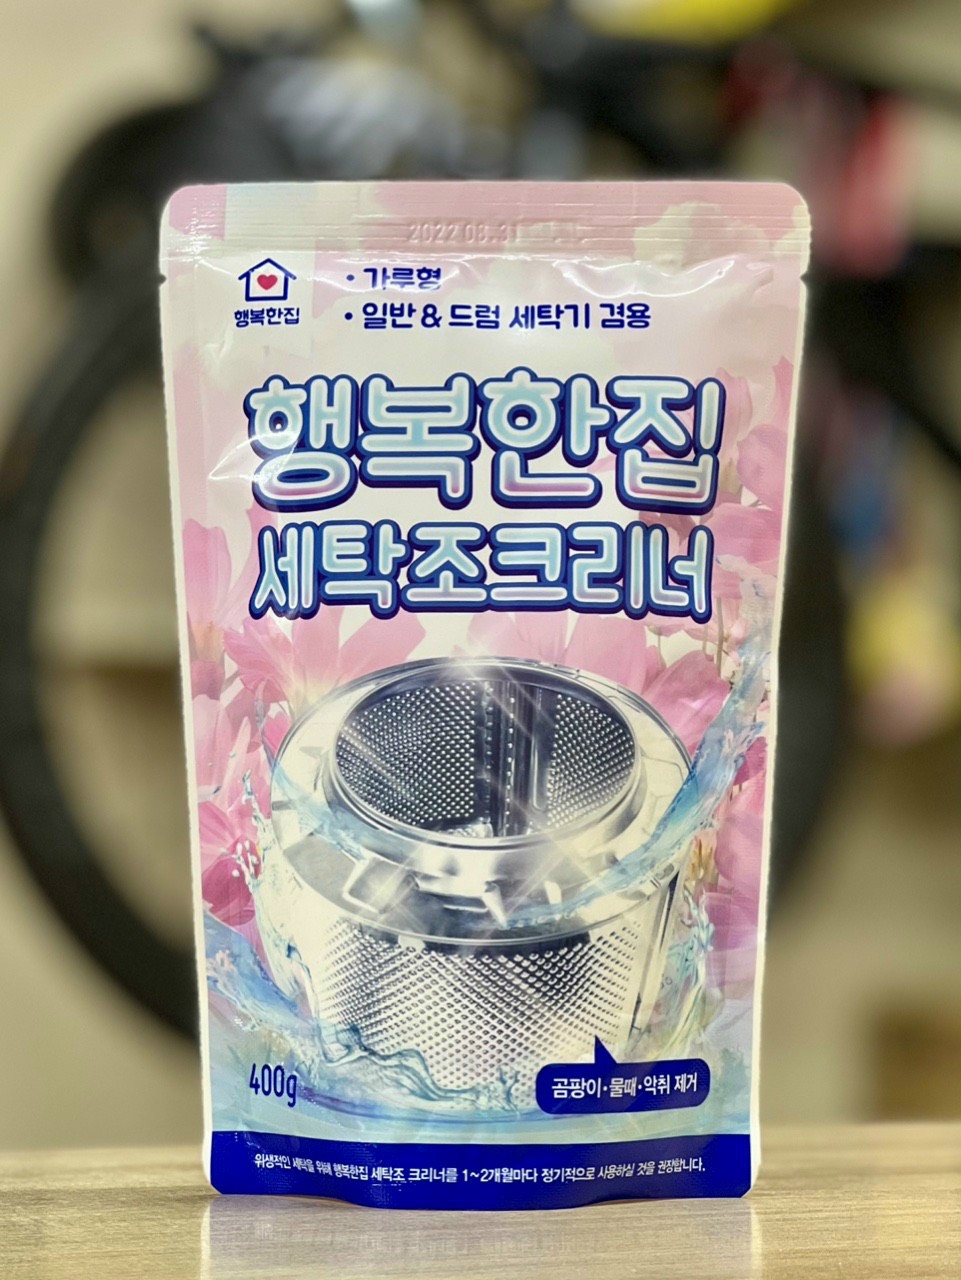 2022 08.31
행복한집
• 가루형
• 일반 & 드럼 세탁기 겸용
행복한집
세탁조크리너
400g
곰팡이·물때·악취 제거
위생적인 세탁을 위해 행복한집 세탁조 크리너를 1~2개월마다 정기적으로 사용하실 것을 권장합니다.